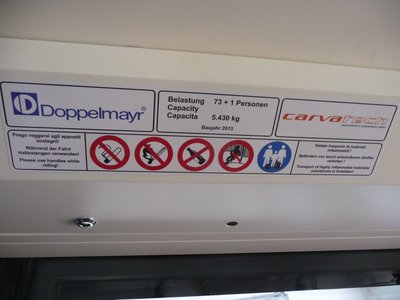 Doppelmayr®
Belastung 73 + 1 Personen
Capacity
Capacita 5.430 kg
Baujahr 2013
carvatech
Prego reggersi agli appositi
sostegni!
Während der Fahrt
Haltestangen verwenden!
Please use handles while
riding!
Vietato trasporto di materiali
infiammabili!
Befördern von leicht entzündbaren Stoffen
verboten!
Transport of highly inflammable materials/
substances is forbidden!